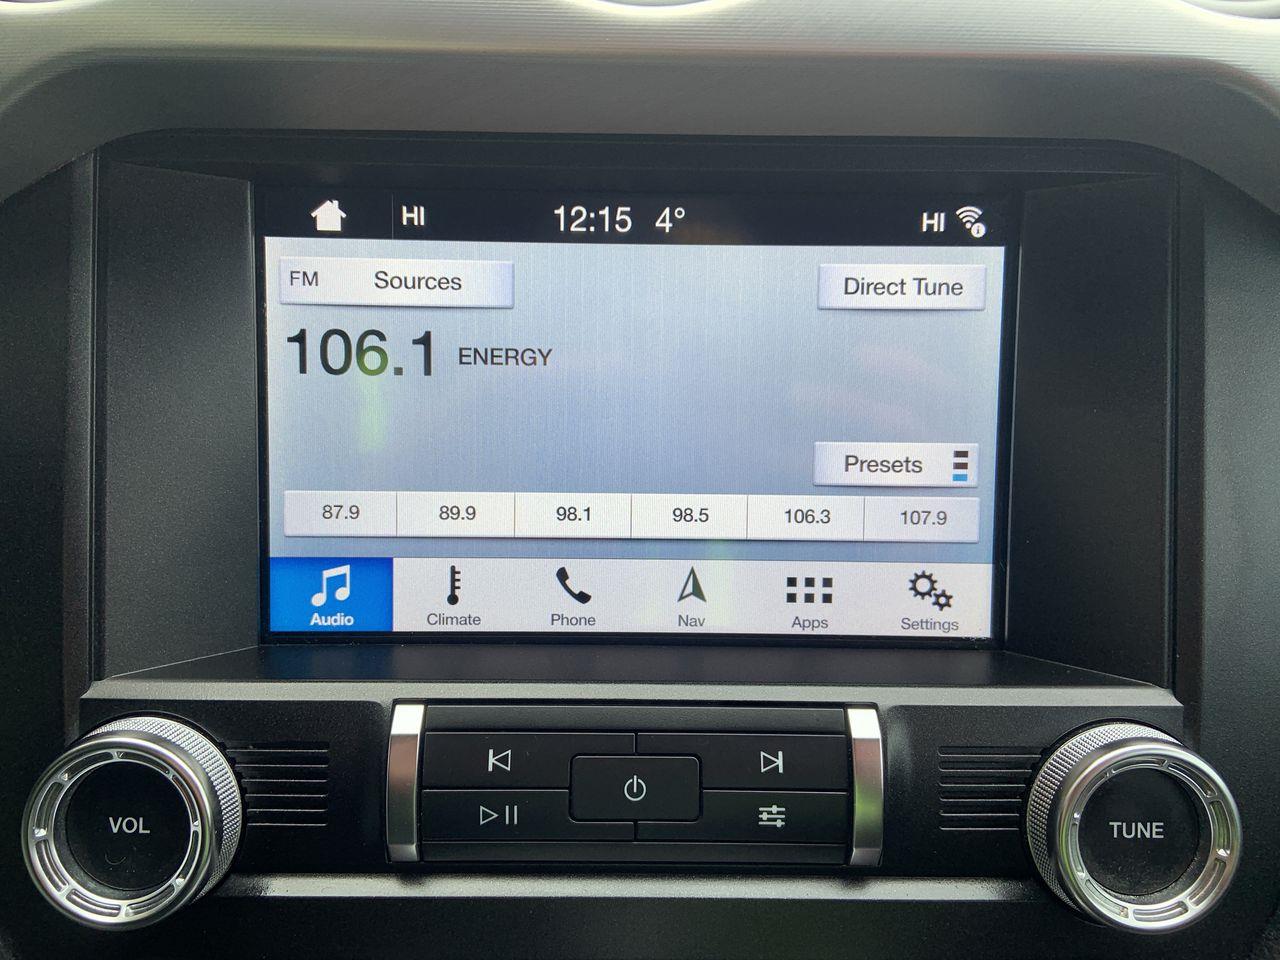 HI 12:15 4° HI
FM Sources Direct Tune
106.1 ENERGY
Presets
87.9 89.9 98.1 98.5 106.3 107.9
Audio Climate Phone Nav Apps Settings
VOL TUNE